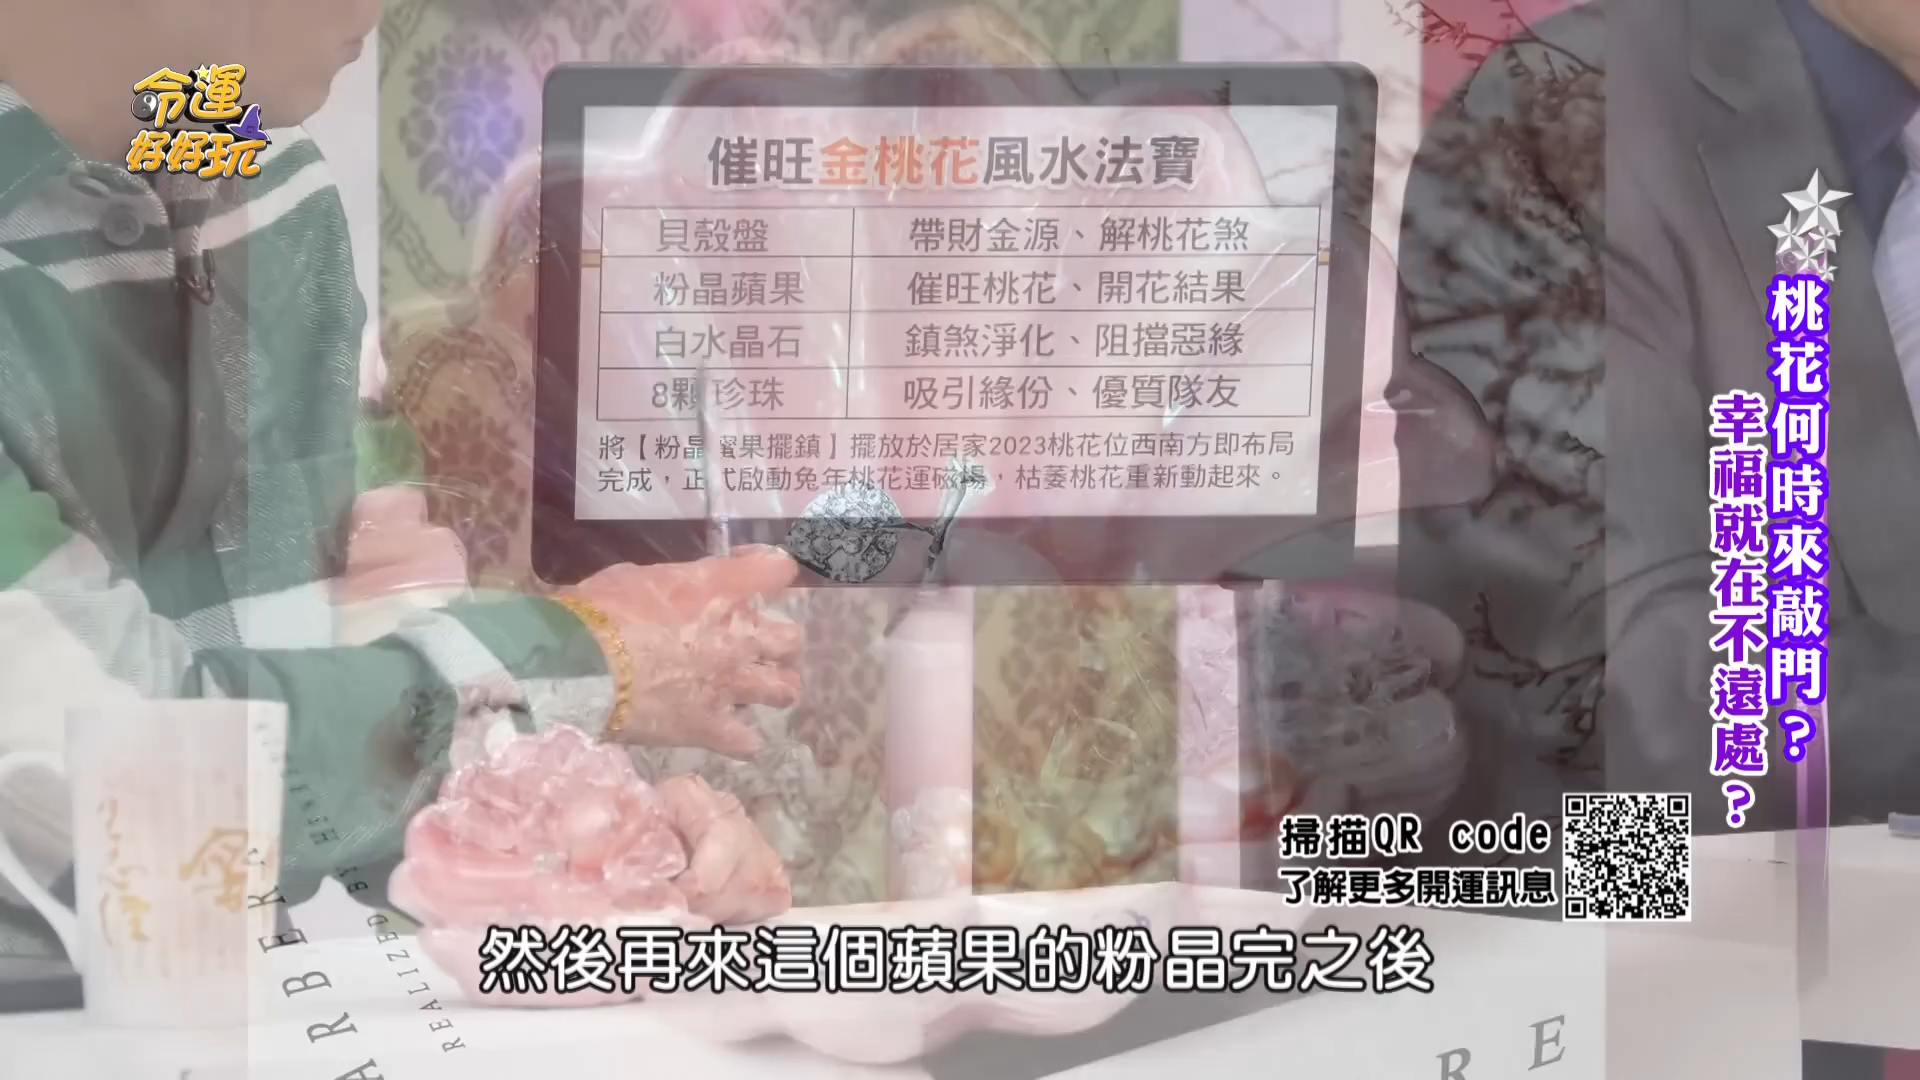 命運
好好玩
催旺金桃花風水法寶
貝殼盤 帶財金源、解桃花煞
粉晶蘋果 催旺桃花、開花結果
白水晶石 鎮煞淨化、阻擋惡緣
8顆珍珠 吸引緣份、優質隊友
將【粉晶 果擺鎮】擺放於居家2023桃花位西南方即布局
完成，正式啟動兔年桃花運磁場，枯萎桃花重新動起來。
桃花何時來敲門？
幸福就在不遠處？
掃描QR code
了解更多開運訊息
然後再來這個蘋果的粉晶完之後
REALIZED BY
R E